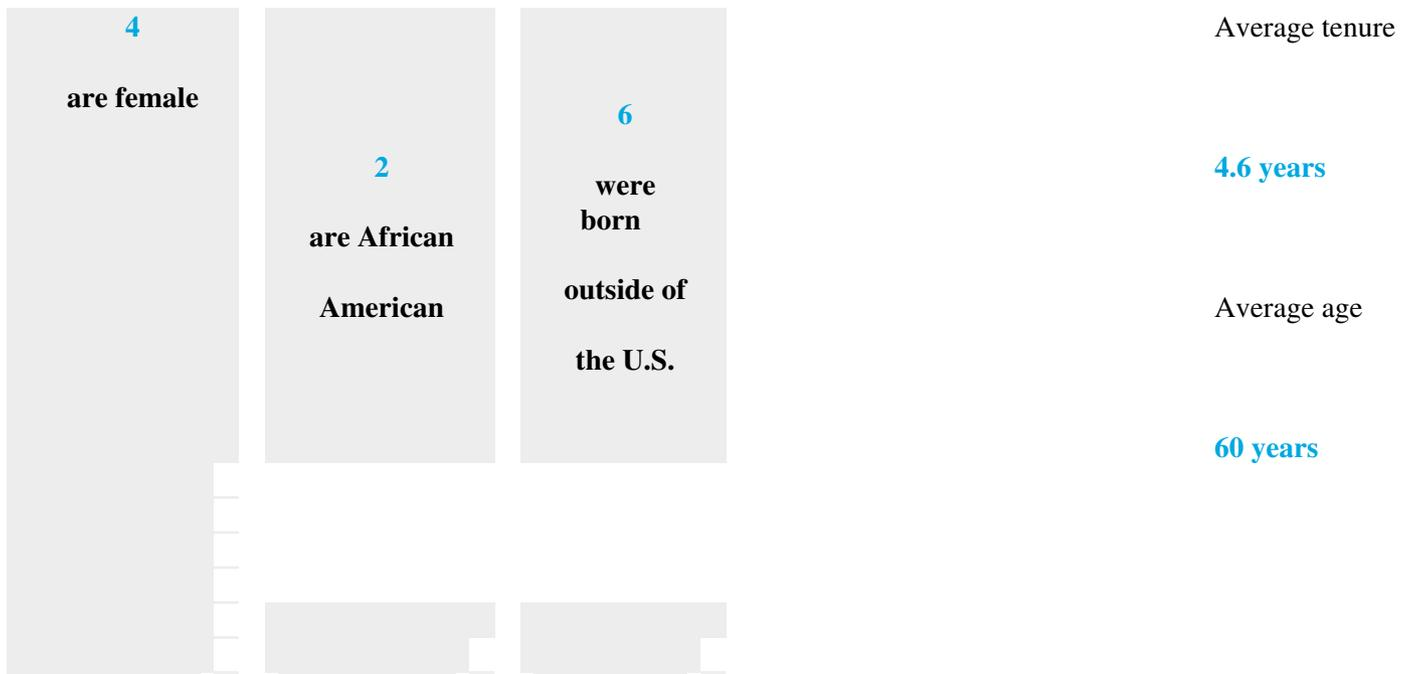 4
are female
2
are African
American
6
were
born
outside of
the U.S.
Average tenure
4.6 years
Average age
60 years